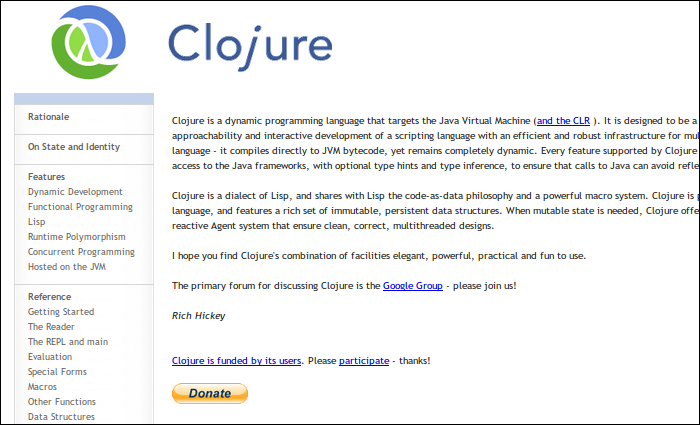 Clojure
Rationale
On State and Identity
Features
Dynamic Development
Functional Programming
Lisp
Runtime Polymorphism
Concurrent Programming
Hosted on the JVM
Reference
Getting Started
The Reader
The REPL and main
Evaluation
Special Forms
Macros
Other Functions
Data Structures
Clojure is a dynamic programming language that targets the Java Virtual Machine (and the CLR ). It is designed to be a
approachability and interactive development of a scripting language with an efficient and robust infrastructure for
language - it compiles directly to JVM bytecode, yet remains completely dynamic. Every feature supported by Clojure
access to the Java frameworks, with optional type hints and type inference, to ensure that calls to Java can avoid
Clojure is a dialect of Lisp, and shares with Lisp the code-as-data philosophy and a powerful macro system. Clojure is
language, and features a rich set of immutable, persistent data structures. When mutable state is needed, Clojure
reactive Agent system that ensure clean, correct, multithreaded designs.
I hope you find Clojure's combination of facilities elegant, powerful, practical and fun to use.
The primary forum for discussing Clojure is the Google Group - please join us!
Rich Hickey
Clojure is funded by its users. Please participate - thanks!
Donate